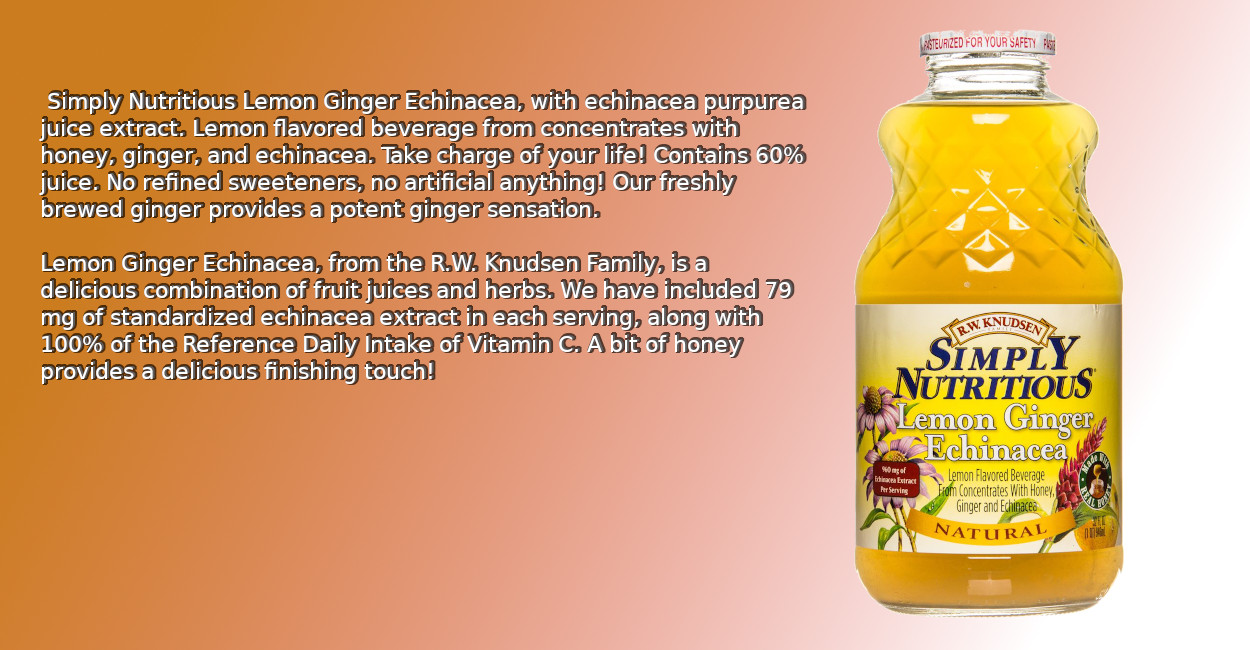 Simply Nutritious Lemon Ginger Echinacea, with echinacea purpurea
juice extract. Lemon flavored beverage from concentrates with
honey, ginger, and echinacea. Take charge of your life! Contains 60%
juice. No refined sweeteners, no artificial anything! Our freshly
brewed ginger provides a potent ginger sensation.
Lemon Ginger Echinacea, from the R.W. Knudsen Family, is a
delicious combination of fruit juices and herbs. We have included 79
mg of standardized echinacea extract in each serving, along with
100% of the Reference Daily Intake of Vitamin C. A bit of honey
provides a delicious finishing touch!
PASTEURIZED FOR YOUR SAFETY
R.W. KNUDSEN
FAMILY
SIMPLY
NUTRITIOUS
Lemon Ginger
Echinacea
mg of
Echinacea Extract
Per Serving
Lemon Flavored Beverage
From Concentrates With Honey,
Ginger and Echinacea
Made With
REAL HONEY
NATURAL